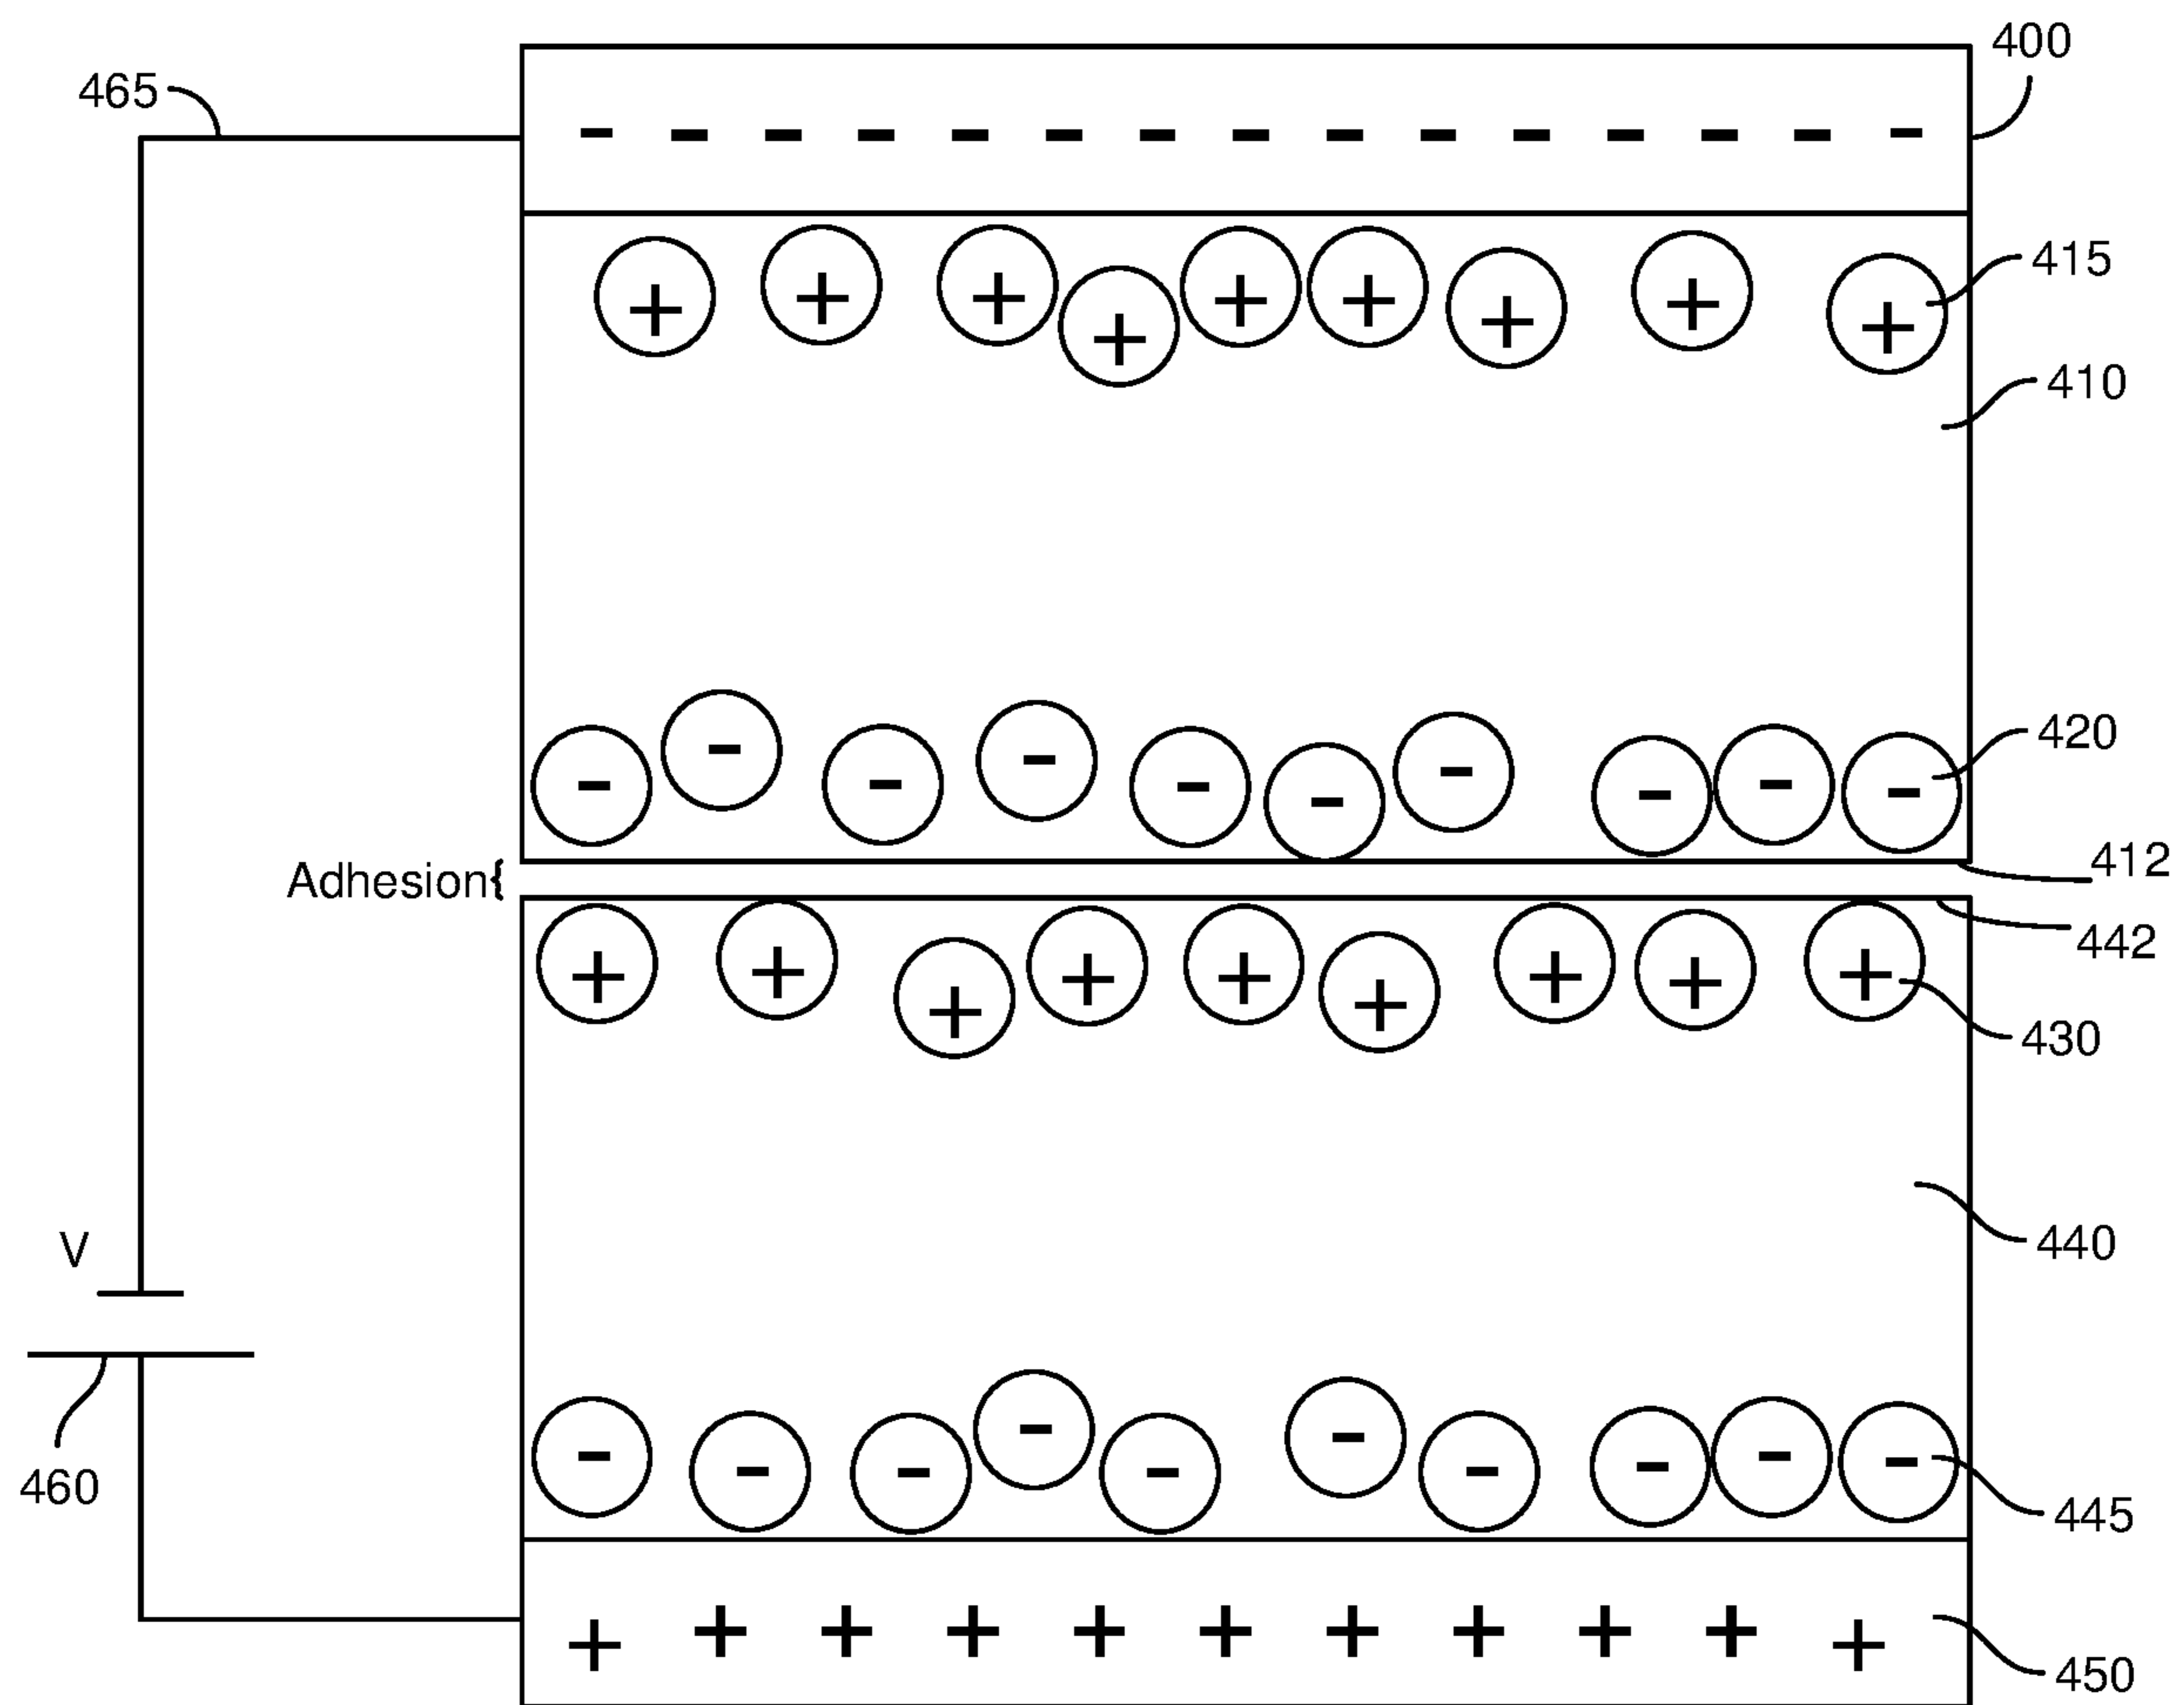 400
465
- - - - - - - - - - - - - - -
+ + + + + + + + +
415
410
420
- - - - - - - - - -
Adhesion{
412
442
+ + + + + + + + +
430
440
V
460
- - - - - - - - - -
445
+ + + + + + + + + + +
450